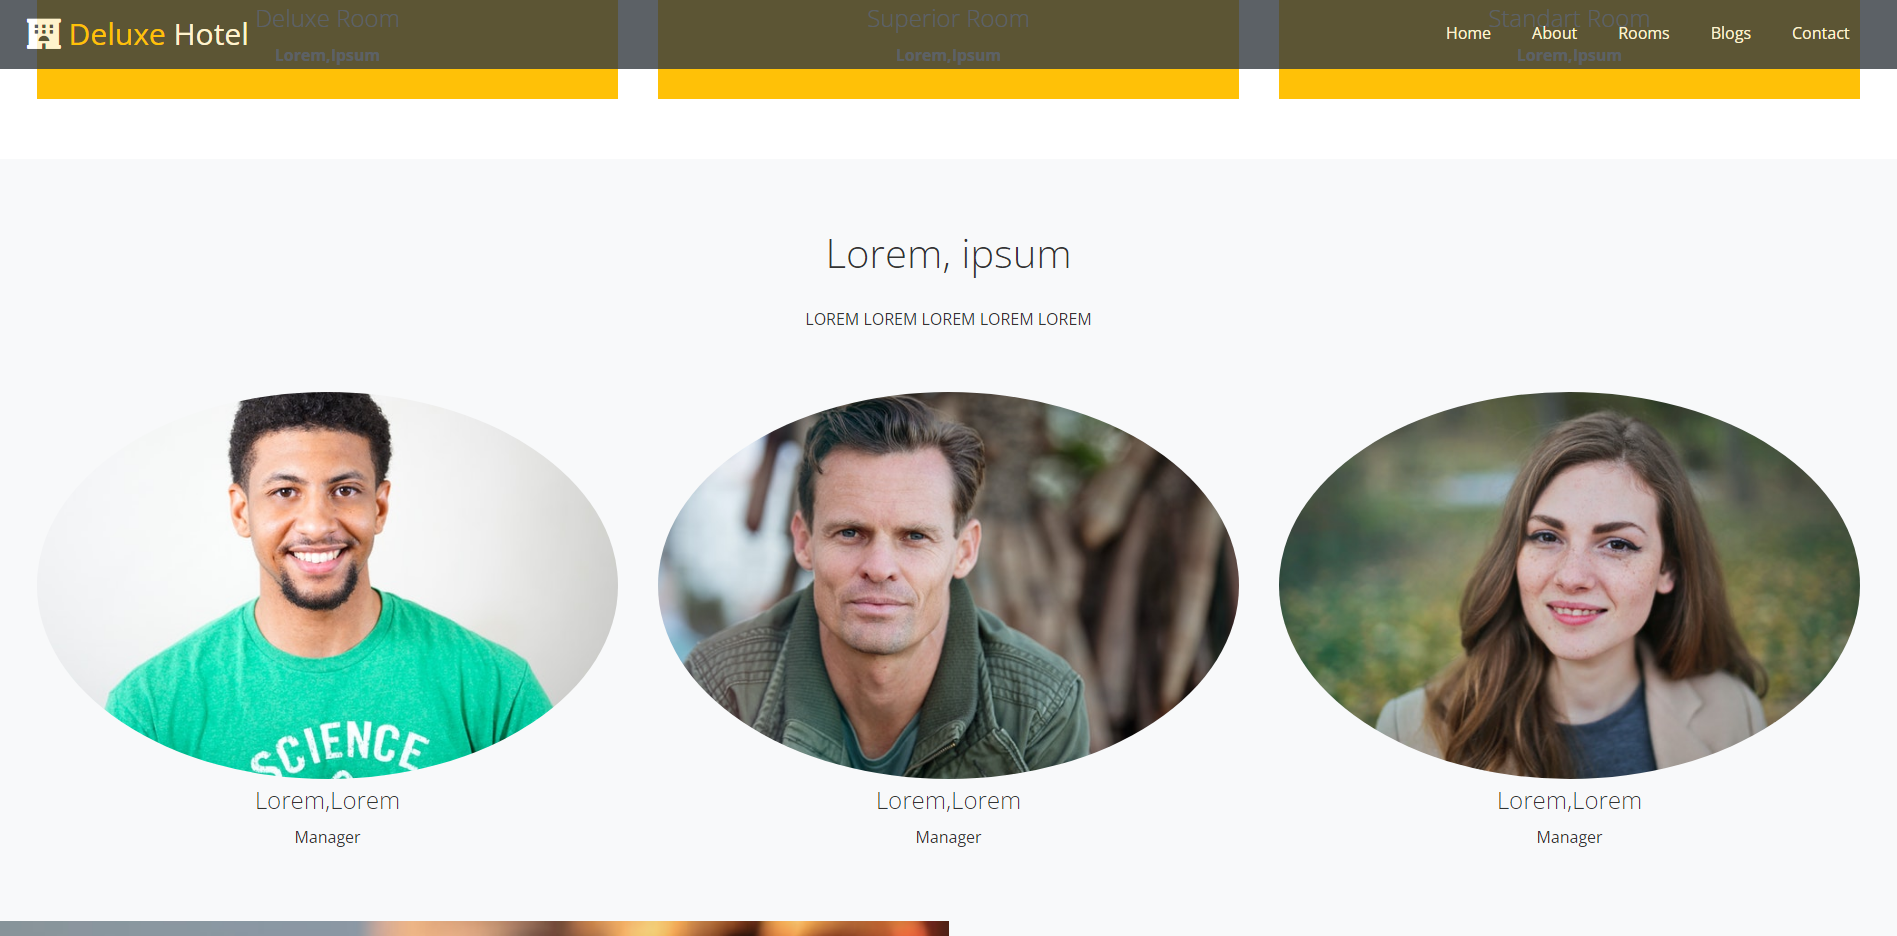 Deluxe Hotel
Home About Rooms Blogs Contact
Deluxe Room
Lorem,Ipsum
Superior Room
Lorem,Ipsum
Standart Room
Lorem,Ipsum
Lorem, ipsum
LOREM LOREM LOREM LOREM LOREM
SCIENCE
Lorem,Lorem
Manager
Lorem,Lorem
Manager
Lorem,Lorem
Manager